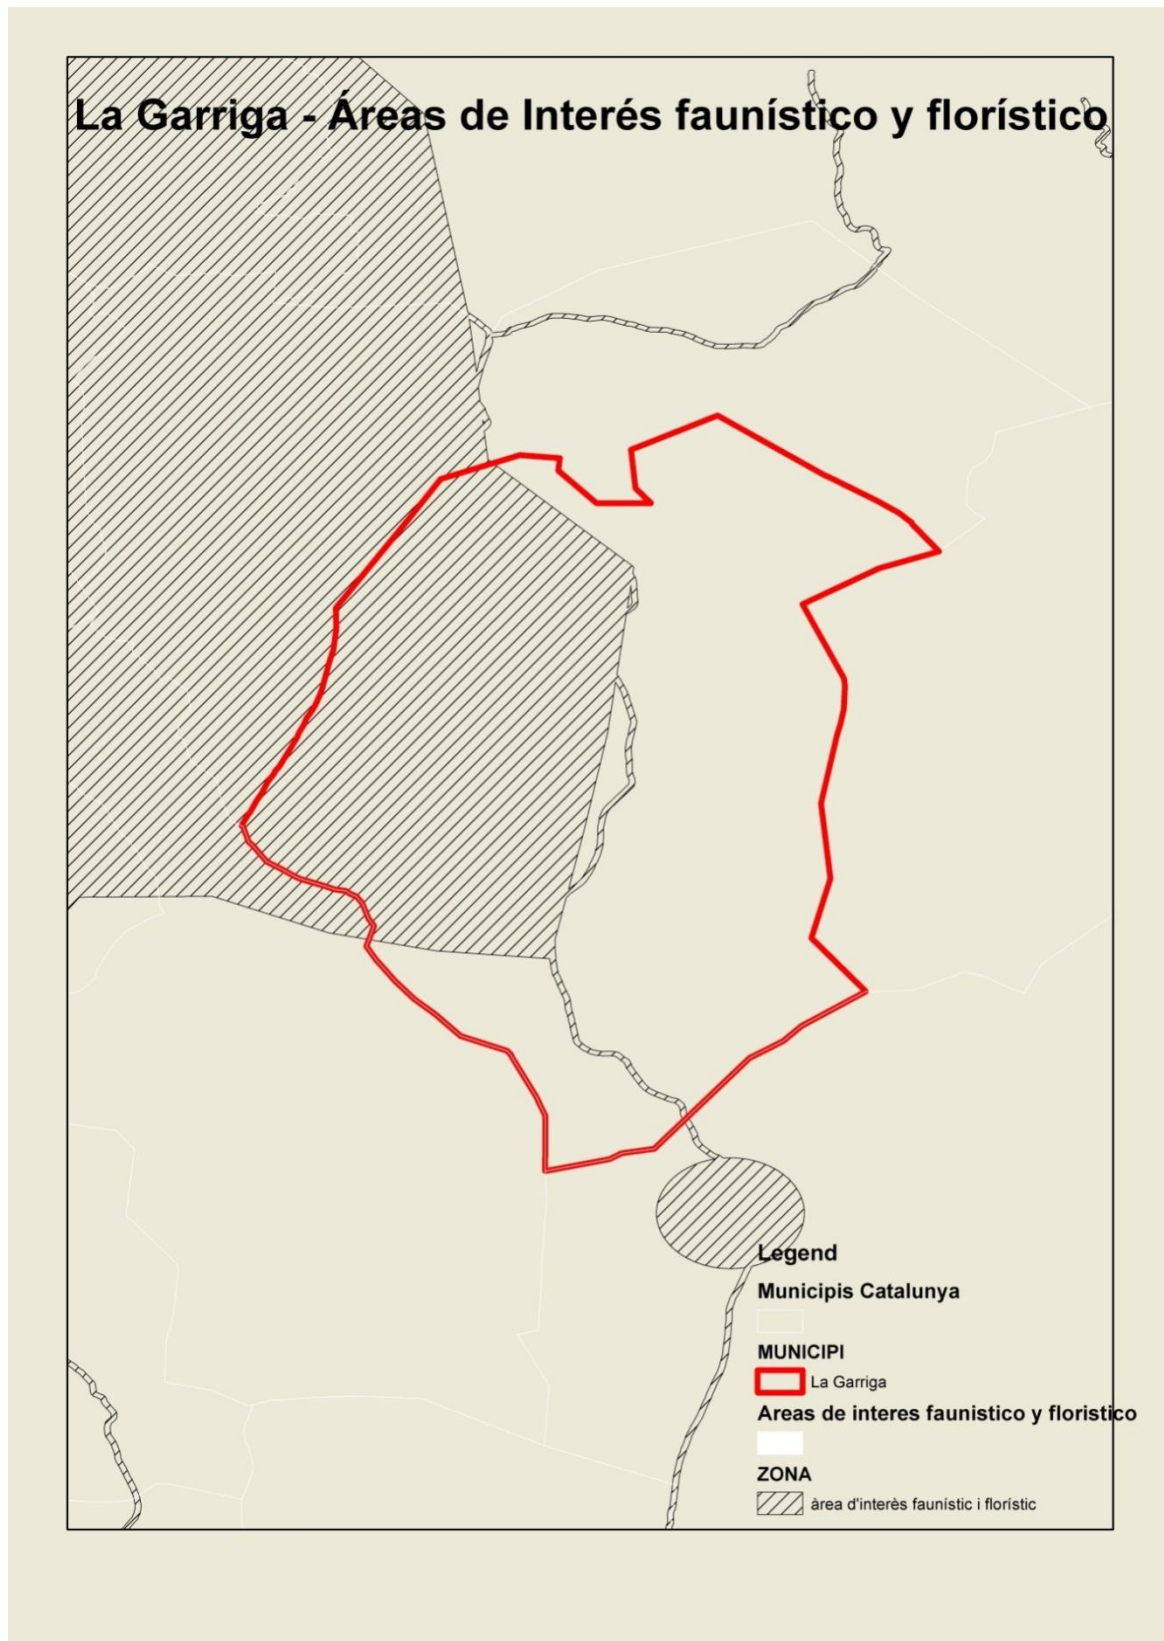 La Garriga - Áreas de Interés faunístico y florístico
Legend
Municipis Catalunya
MUNICIPI
La Garriga
Areas de interes faunistico y floristico
ZONA
àrea d'interès faunístic i florístic